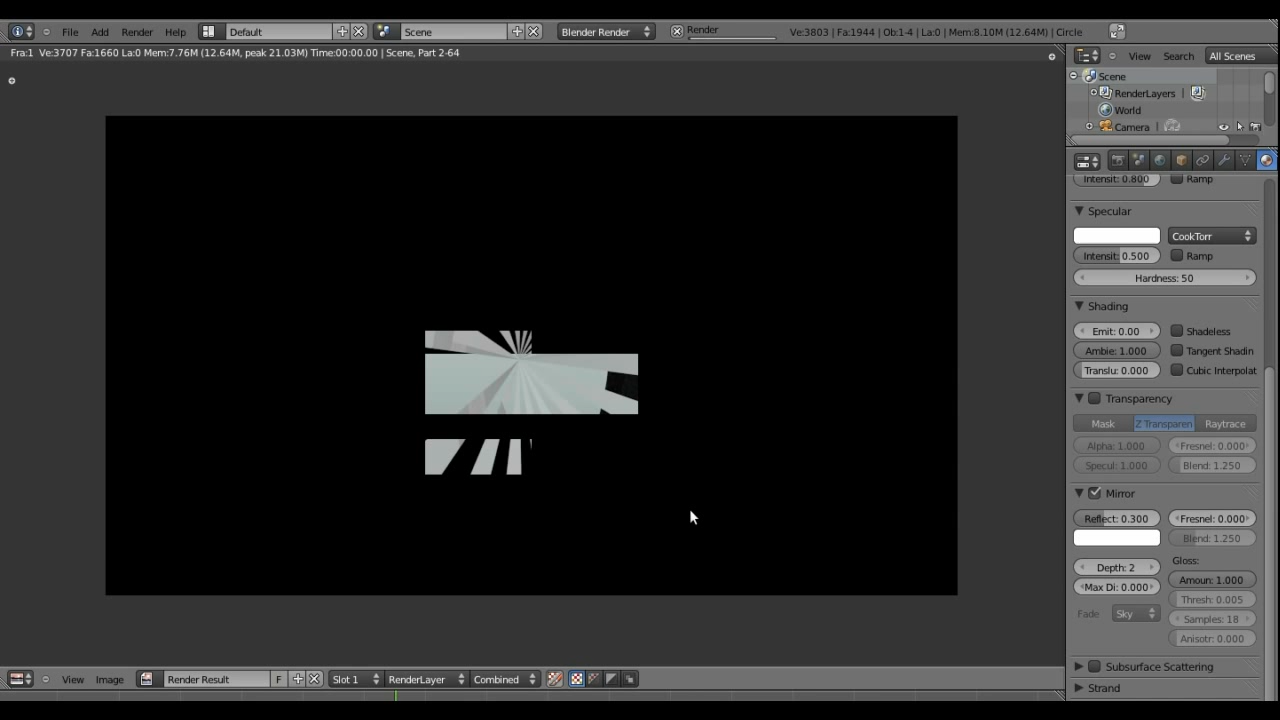 File Add Render Help Default Scene Blender Render Render Ve:3803 | Fa:1944 | Ob:1-4 | La:0 | Mem:8.10M (12.64M) | Circle
Fra:1 Ve:3707 Fa:1660 La:0 Mem:7.76M (12.64M, peak 21.03M) Time:00:00.00 | Scene, Part 2-64
View Search All Scenes
Scene
RenderLayers |
World
Camera |
Intensit: 0.800 Ramp
Specular
CookTorr
Intensit: 0.500 Ramp
Hardness: 50
Shading
Emit: 0.00 Shadeless
Ambie: 1.000 Tangent Shadin
Translu: 0.000 Cubic Interpolat
Transparency
Mask Z Transparen Raytrace
Alpha: 1.000 Fresnel: 0.000
Specul: 1.000 Blend: 1.250
Mirror
Reflect: 0.300 Fresnel: 0.000
Blend: 1.250
Gloss:
Depth: 2
Amoun: 1.000
Max Di: 0.000
Thresh: 0.005
Fade Sky
Samples: 18
Anisotr: 0.000
Subsurface Scattering
Strand
View Image Render Result F Slot 1 RenderLayer Combined